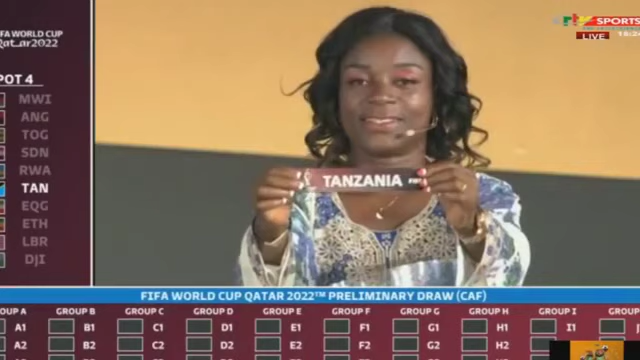 FIFA WORLD CUP
Qatar2022
POT 4
MWI
ANG
TOG
SDN
RWA
TAN
EQG
ETH
LBR
DJI
SPORTS
LIVE
TANZANIA
FIFA WORLD CUP QATAR 2022™ PRELIMINARY DRAW (CAF)
GROUP B GROUP C GROUP D GROUP E GROUP F GROUP G GROUP H GROUP I
A1 B1 C1 D1 E1 F1 G1 H1 I1
A2 B2 C2 D2 E2 F2 G2 H2